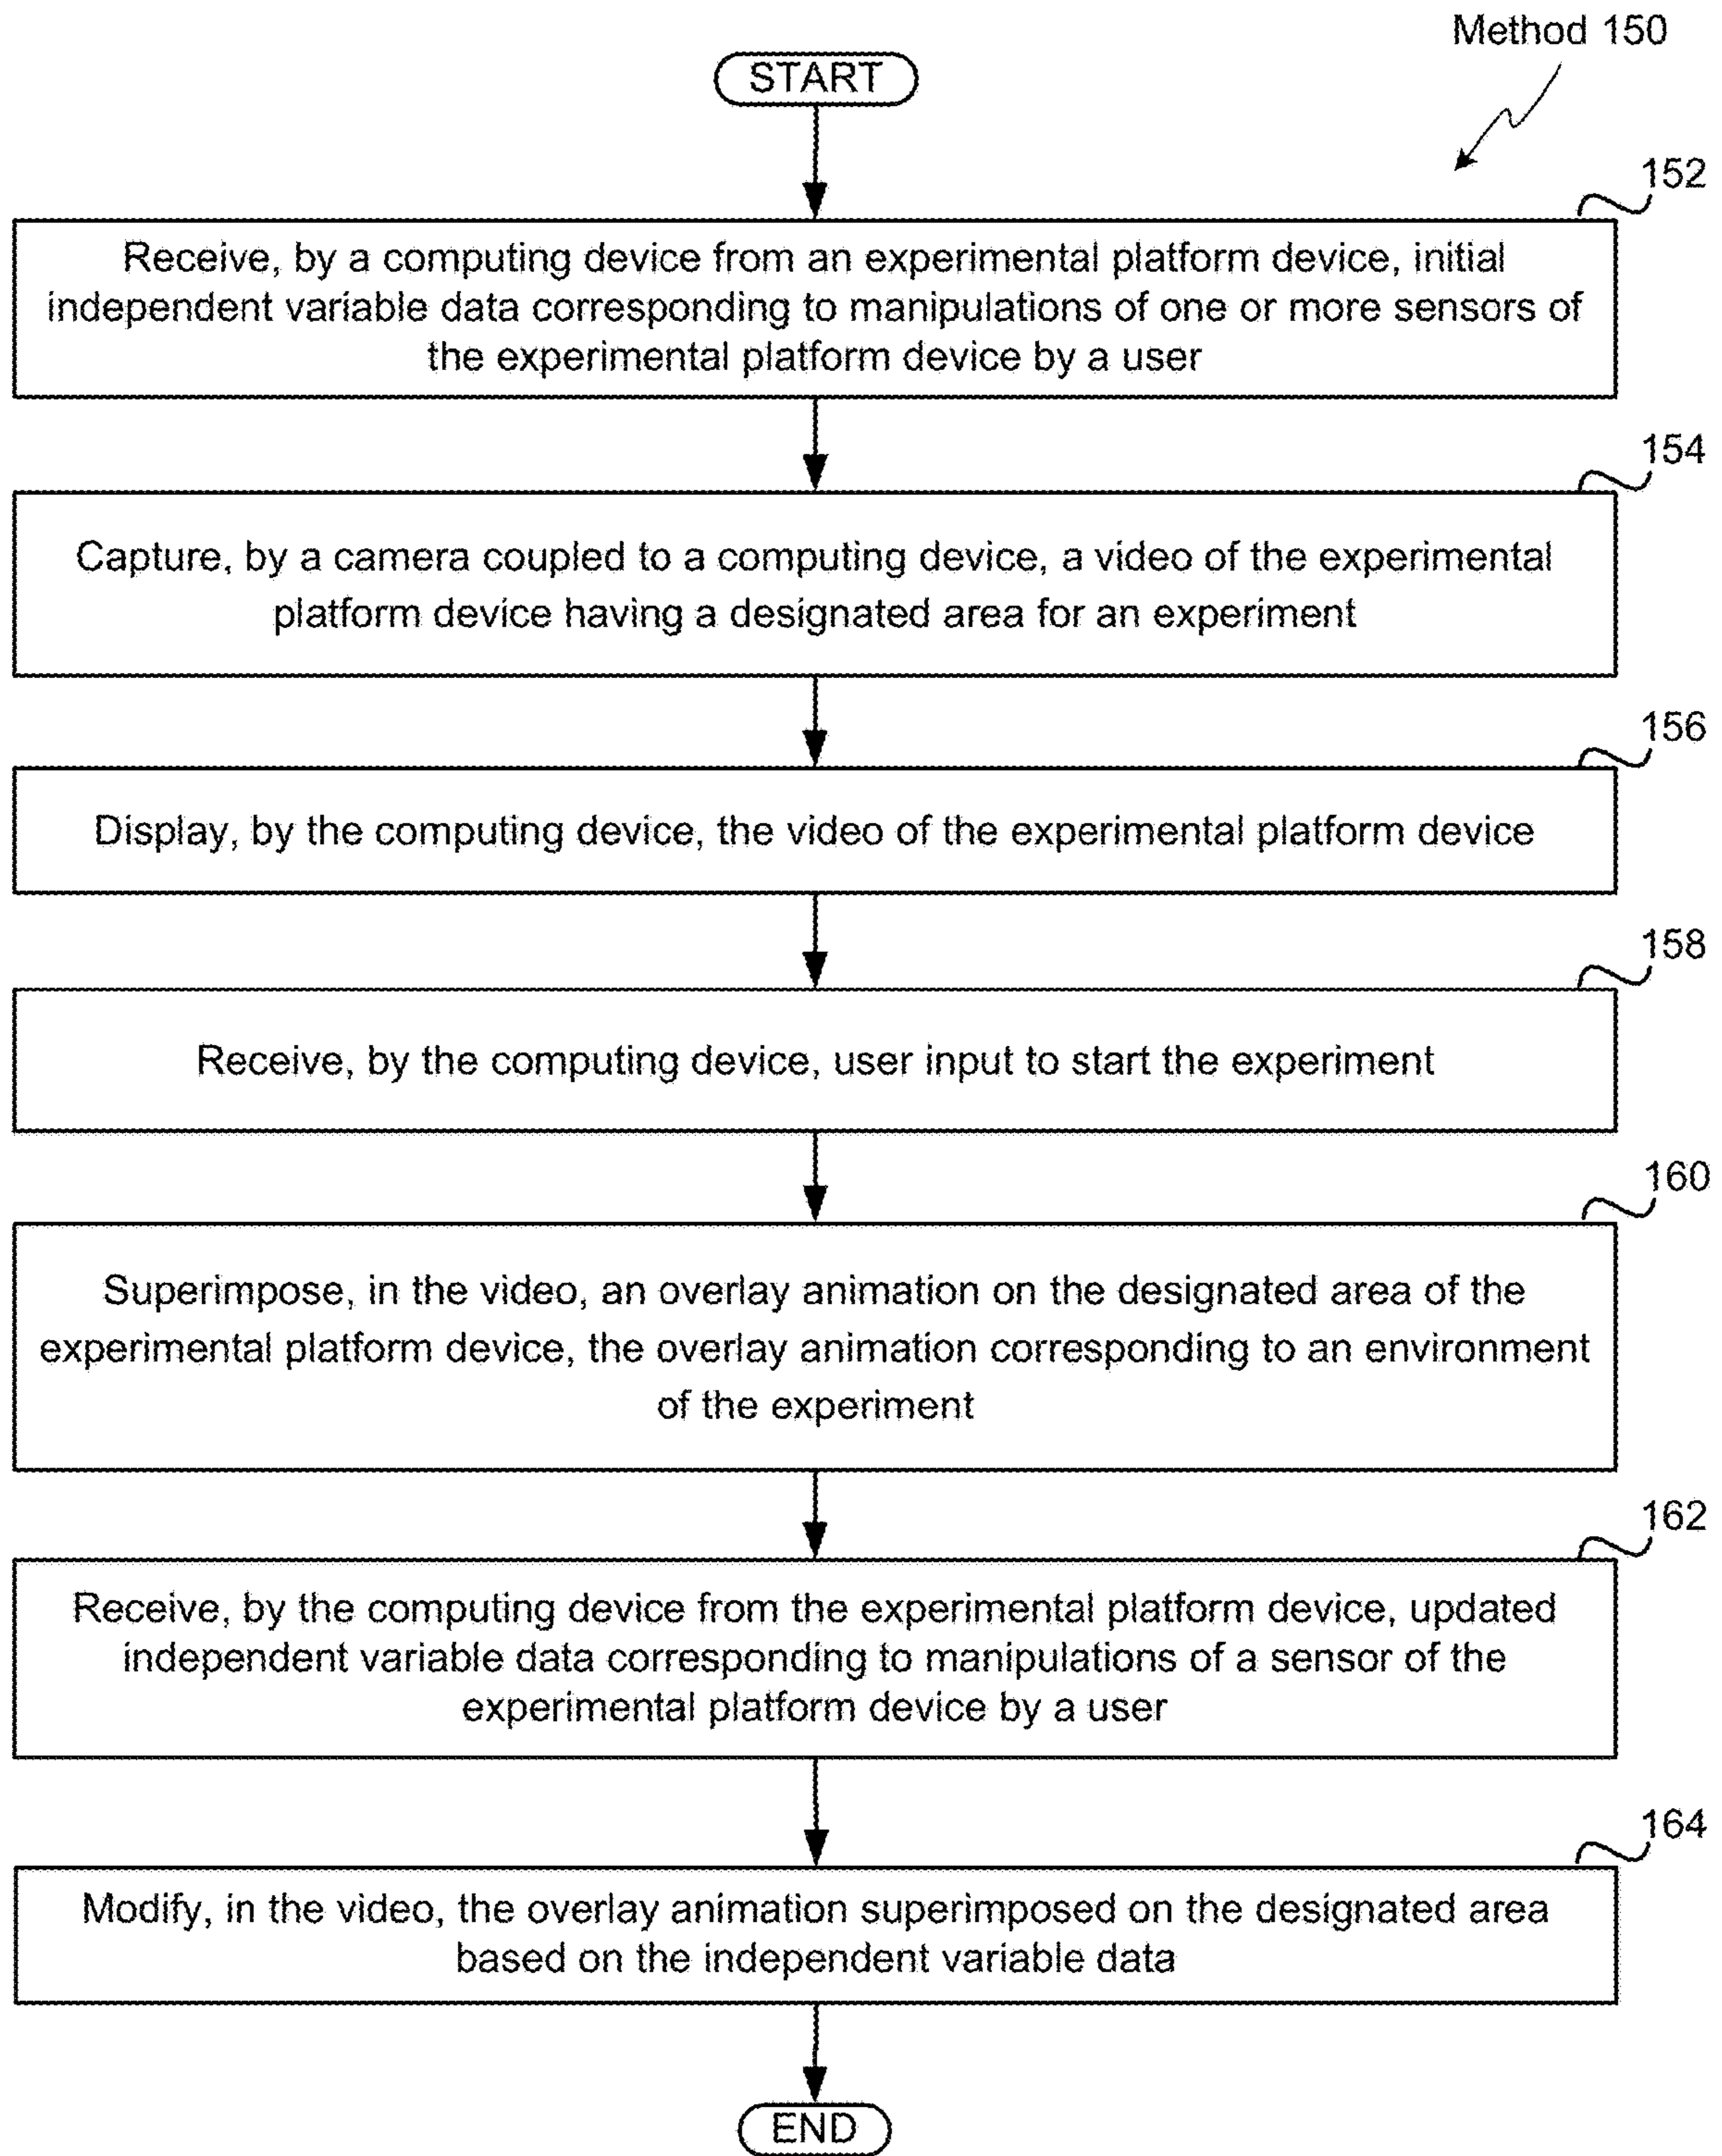 Method 150
START
152
Receive, by a computing device from an experimental platform device, initial
independent variable data corresponding to manipulations of one or more sensors of
the experimental platform device by a user
154
Capture, by a camera coupled to a computing device, a video of the experimental
platform device having a designated area for an experiment
156
Display, by the computing device, the video of the experimental platform device
158
Receive, by the computing device, user input to start the experiment
160
Superimpose, in the video, an overlay animation on the designated area of the
experimental platform device, the overlay animation corresponding to an environment
of the experiment
162
Receive, by the computing device from the experimental platform device, updated
independent variable data corresponding to manipulations of a sensor of the
experimental platform device by a user
164
Modify, in the video, the overlay animation superimposed on the designated area
based on the independent variable data
END